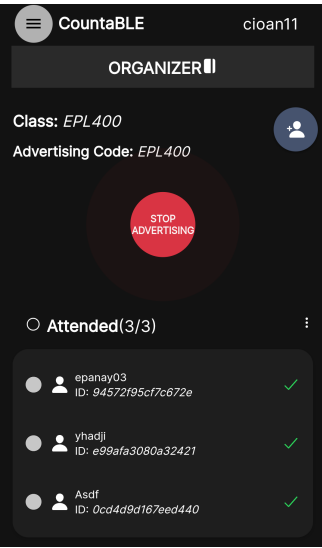 CountaBLE
cioan11
ORGANIZER
Class: EPL400
Advertising Code: EPL400
STOP
ADVERTISING
Attended(3/3)
epanay03
ID: 94572f95cf7c672e
yhadji
ID: e99afa3080a32421
Asdf
ID: 0cd4d9d167eed440